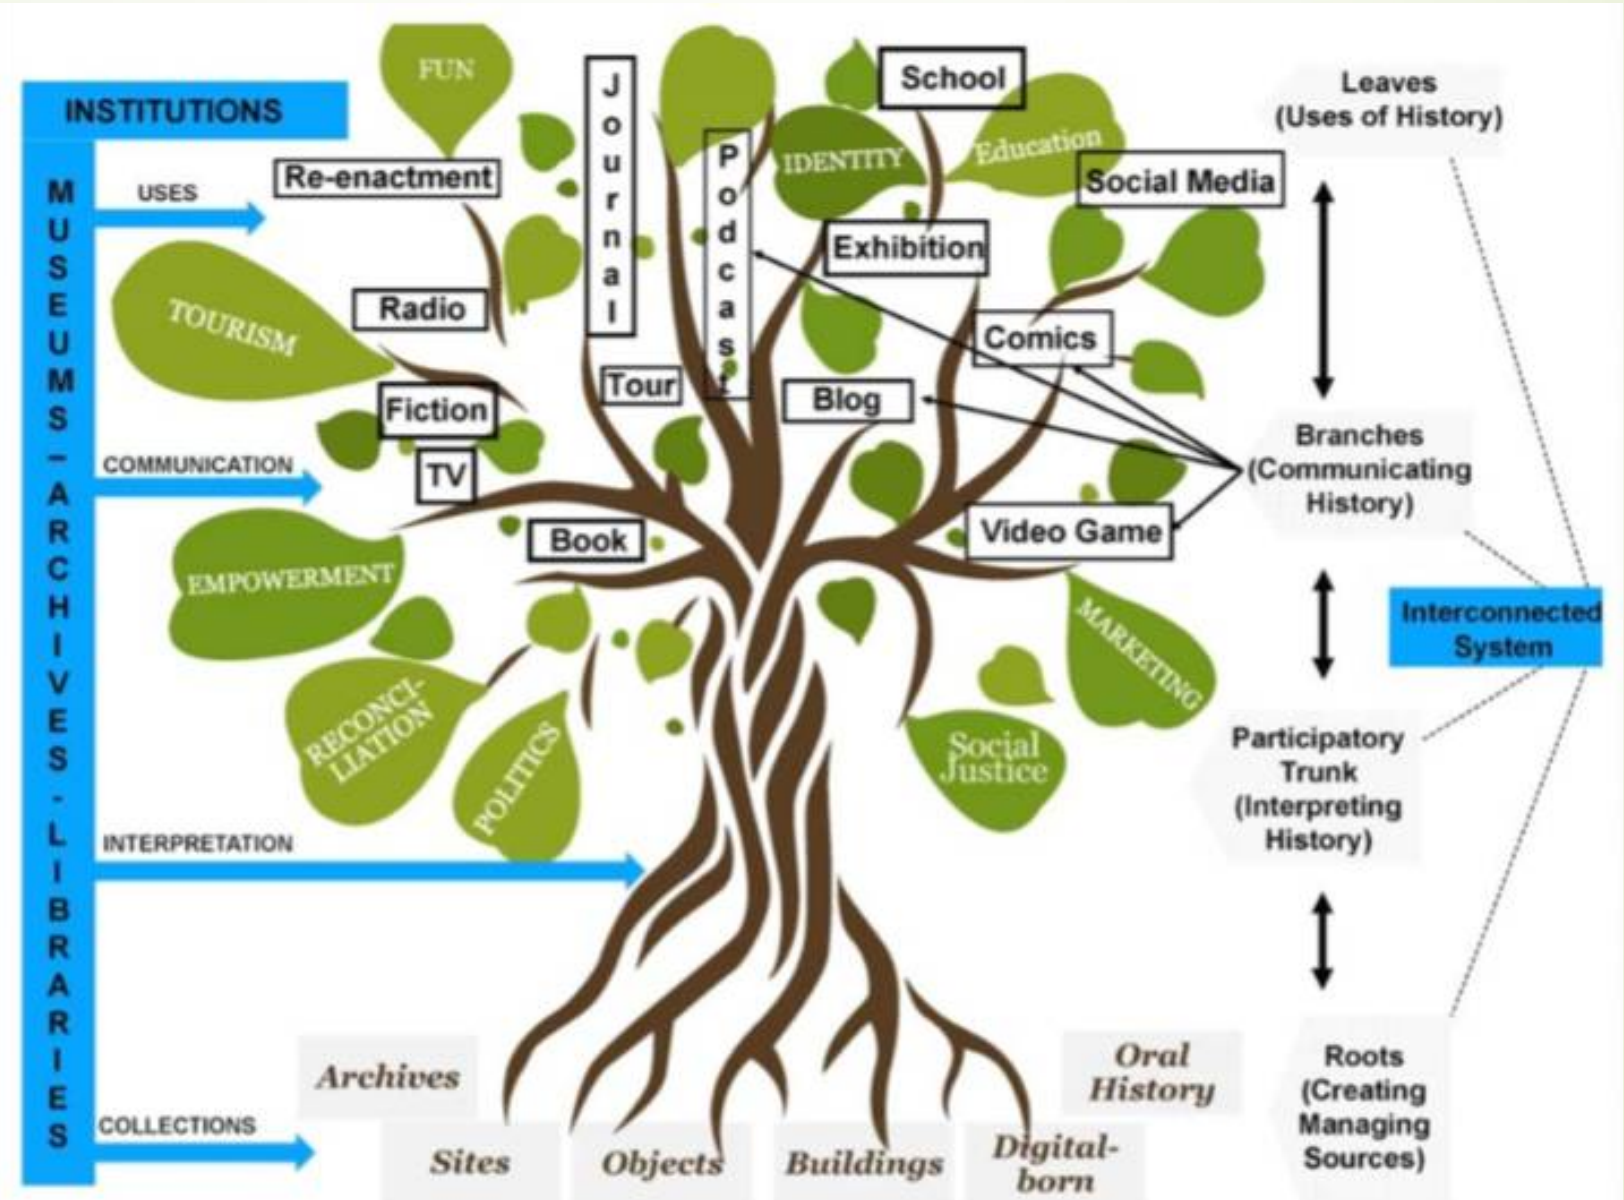 INSTITUTIONS
MUSEUMS – ARCHIVES - LIBRARIES
USES
COMMUNICATION
INTERPRETATION
COLLECTIONS
FUN
Re-enactment
TOURISM
Radio
Fiction
TV
Journal
Tour
Podcast
IDENTITY
School
Education
Social Media
Exhibition
Comics
Blog
Book
Video Game
EMPOWERMENT
RECONCI-
LIATION
POLITICS
Social
Justice
MARKETING
Archives
Sites
Objects
Buildings
Digital-
born
Oral
History
Leaves
(Uses of History)
Branches
(Communicating
History)
Interconnected
System
Participatory
Trunk
(Interpreting
History)
Roots
(Creating
Managing
Sources)